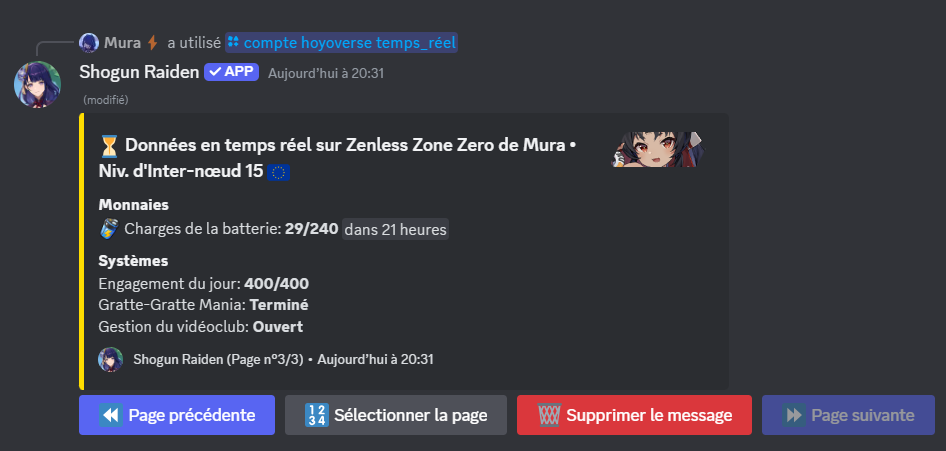 Mura a utilisé compte hoyoverse temps_réel
Shogun Raiden APP Aujourd'hui à 20:31
(modifié)
Données en temps réel sur Zenless Zone Zero de Mura •
Niv. d'Inter-nœud 15
Monnaies
Charges de la batterie: 29/240 dans 21 heures
Systèmes
Engagement du jour: 400/400
Gratte-Gratte Mania: Terminé
Gestion du vidéoclub: Ouvert
Shogun Raiden (Page n°3/3) • Aujourd'hui à 20:31
Page précédente 1234 Sélectionner la page Supprimer le message Page suivante